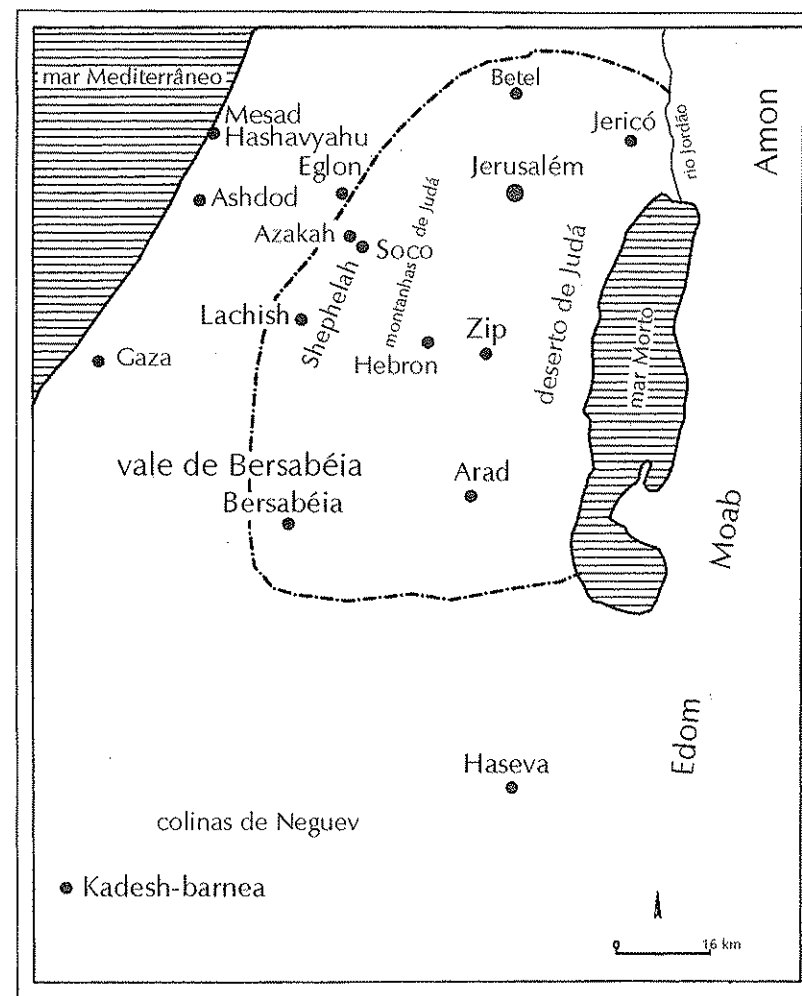 mar Mediterrâneo
Betel
Mesad
Hashavyahu
Jericó
rio Jordão
Amon
Eglon
Jerusalém
Ashdod
montanhas de Judá
Azakah
Soco
Shephelah
deserto de Judá
Lachish
Zip
mar Morto
Gaza
Hebron
vale de Bersabéia
Arad
Bersabéia
Moab
Edom
Haseva
colinas de Neguev
Kadesh-barnea
0 16 km